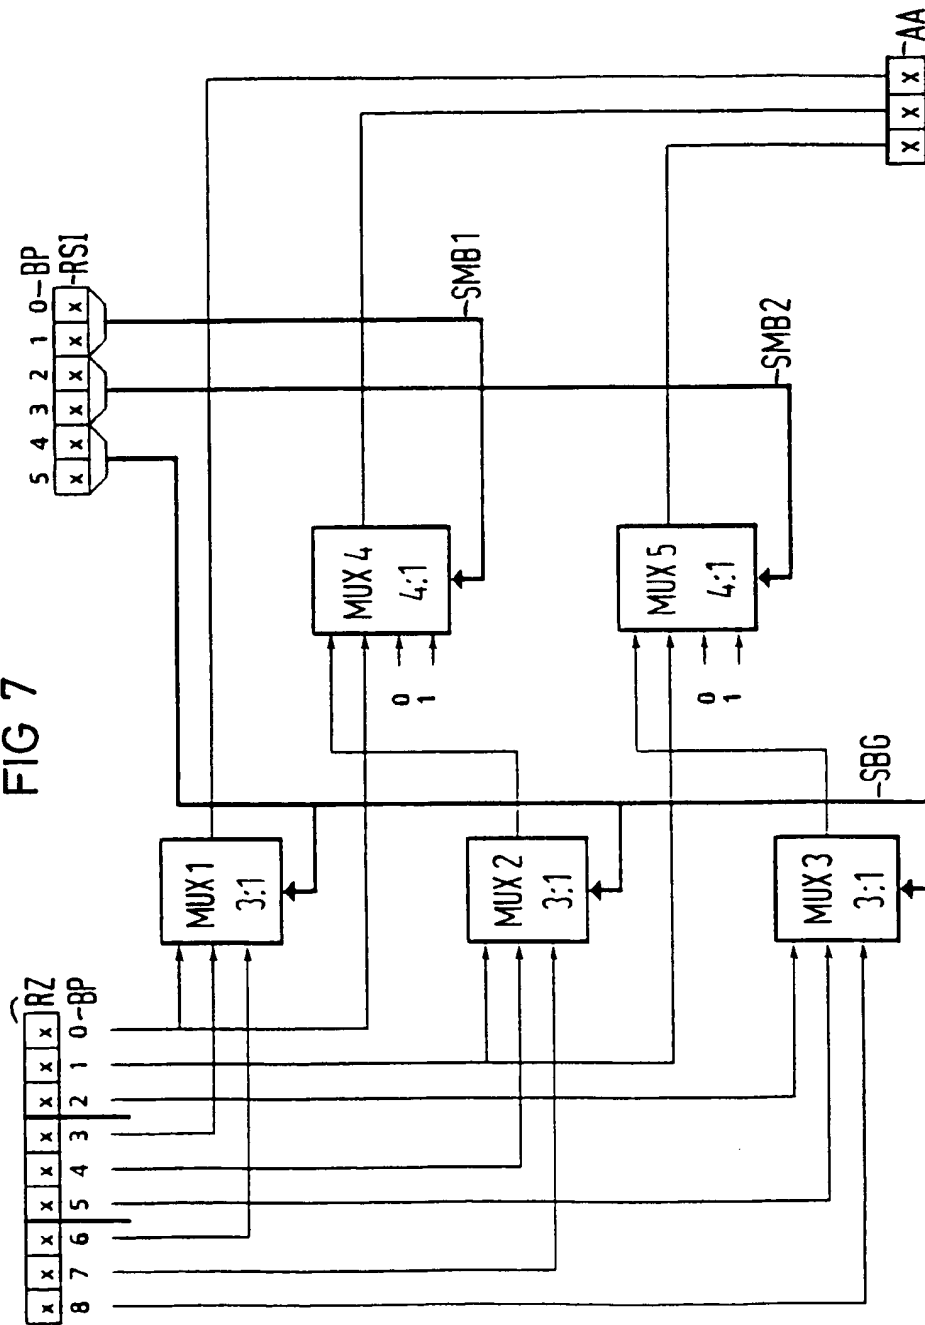 FIG 7
RZ
8 7 6 5 4 3 2 1 0-BP
x x x x x x x x x
5 4 3 2 1 0-BP
x x x x x x -RSI
MUX 1
3:1
MUX 2
3:1
MUX 3
3:1
SBG
MUX 4
4:1
0
1
MUX 5
4:1
0
1
SMB1
SMB2
x x x -AA